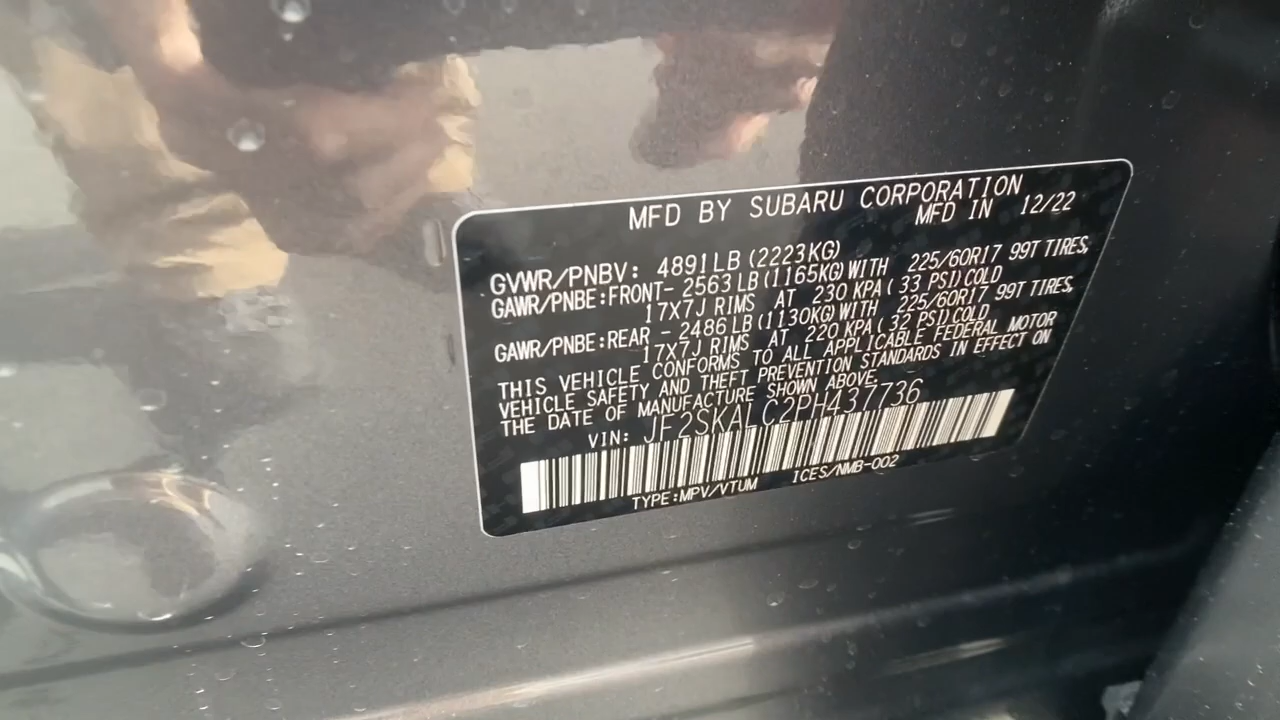 MFD BY SUBARU CORPORATION
MFD IN 12/22
GVWR/PNBV: 4891LB (2223KG)
GAWR/PNBE:FRONT- 2563LB(1165KG)WITH 225/60R17 99T TIRES,
17X7J RIMS AT 230 KPA( 33 PSI)COLD
GAWR/PNBE:REAR - 2486LB(1130KG)WITH 225/60R17 99T TIRES,
17X7J RIMS AT 220 KPA( 32 PSI)COLD
THIS VEHICLE CONFORMS TO ALL APPLICABLE FEDERAL MOTOR
VEHICLE SAFETY AND THEFT PREVENTION STANDARDS IN EFFECT ON
THE DATE OF MANUFACTURE SHOWN ABOVE.
VIN: JF2SKALC2PH437736
TYPE:MPV/VTUM ICES/NMB-002